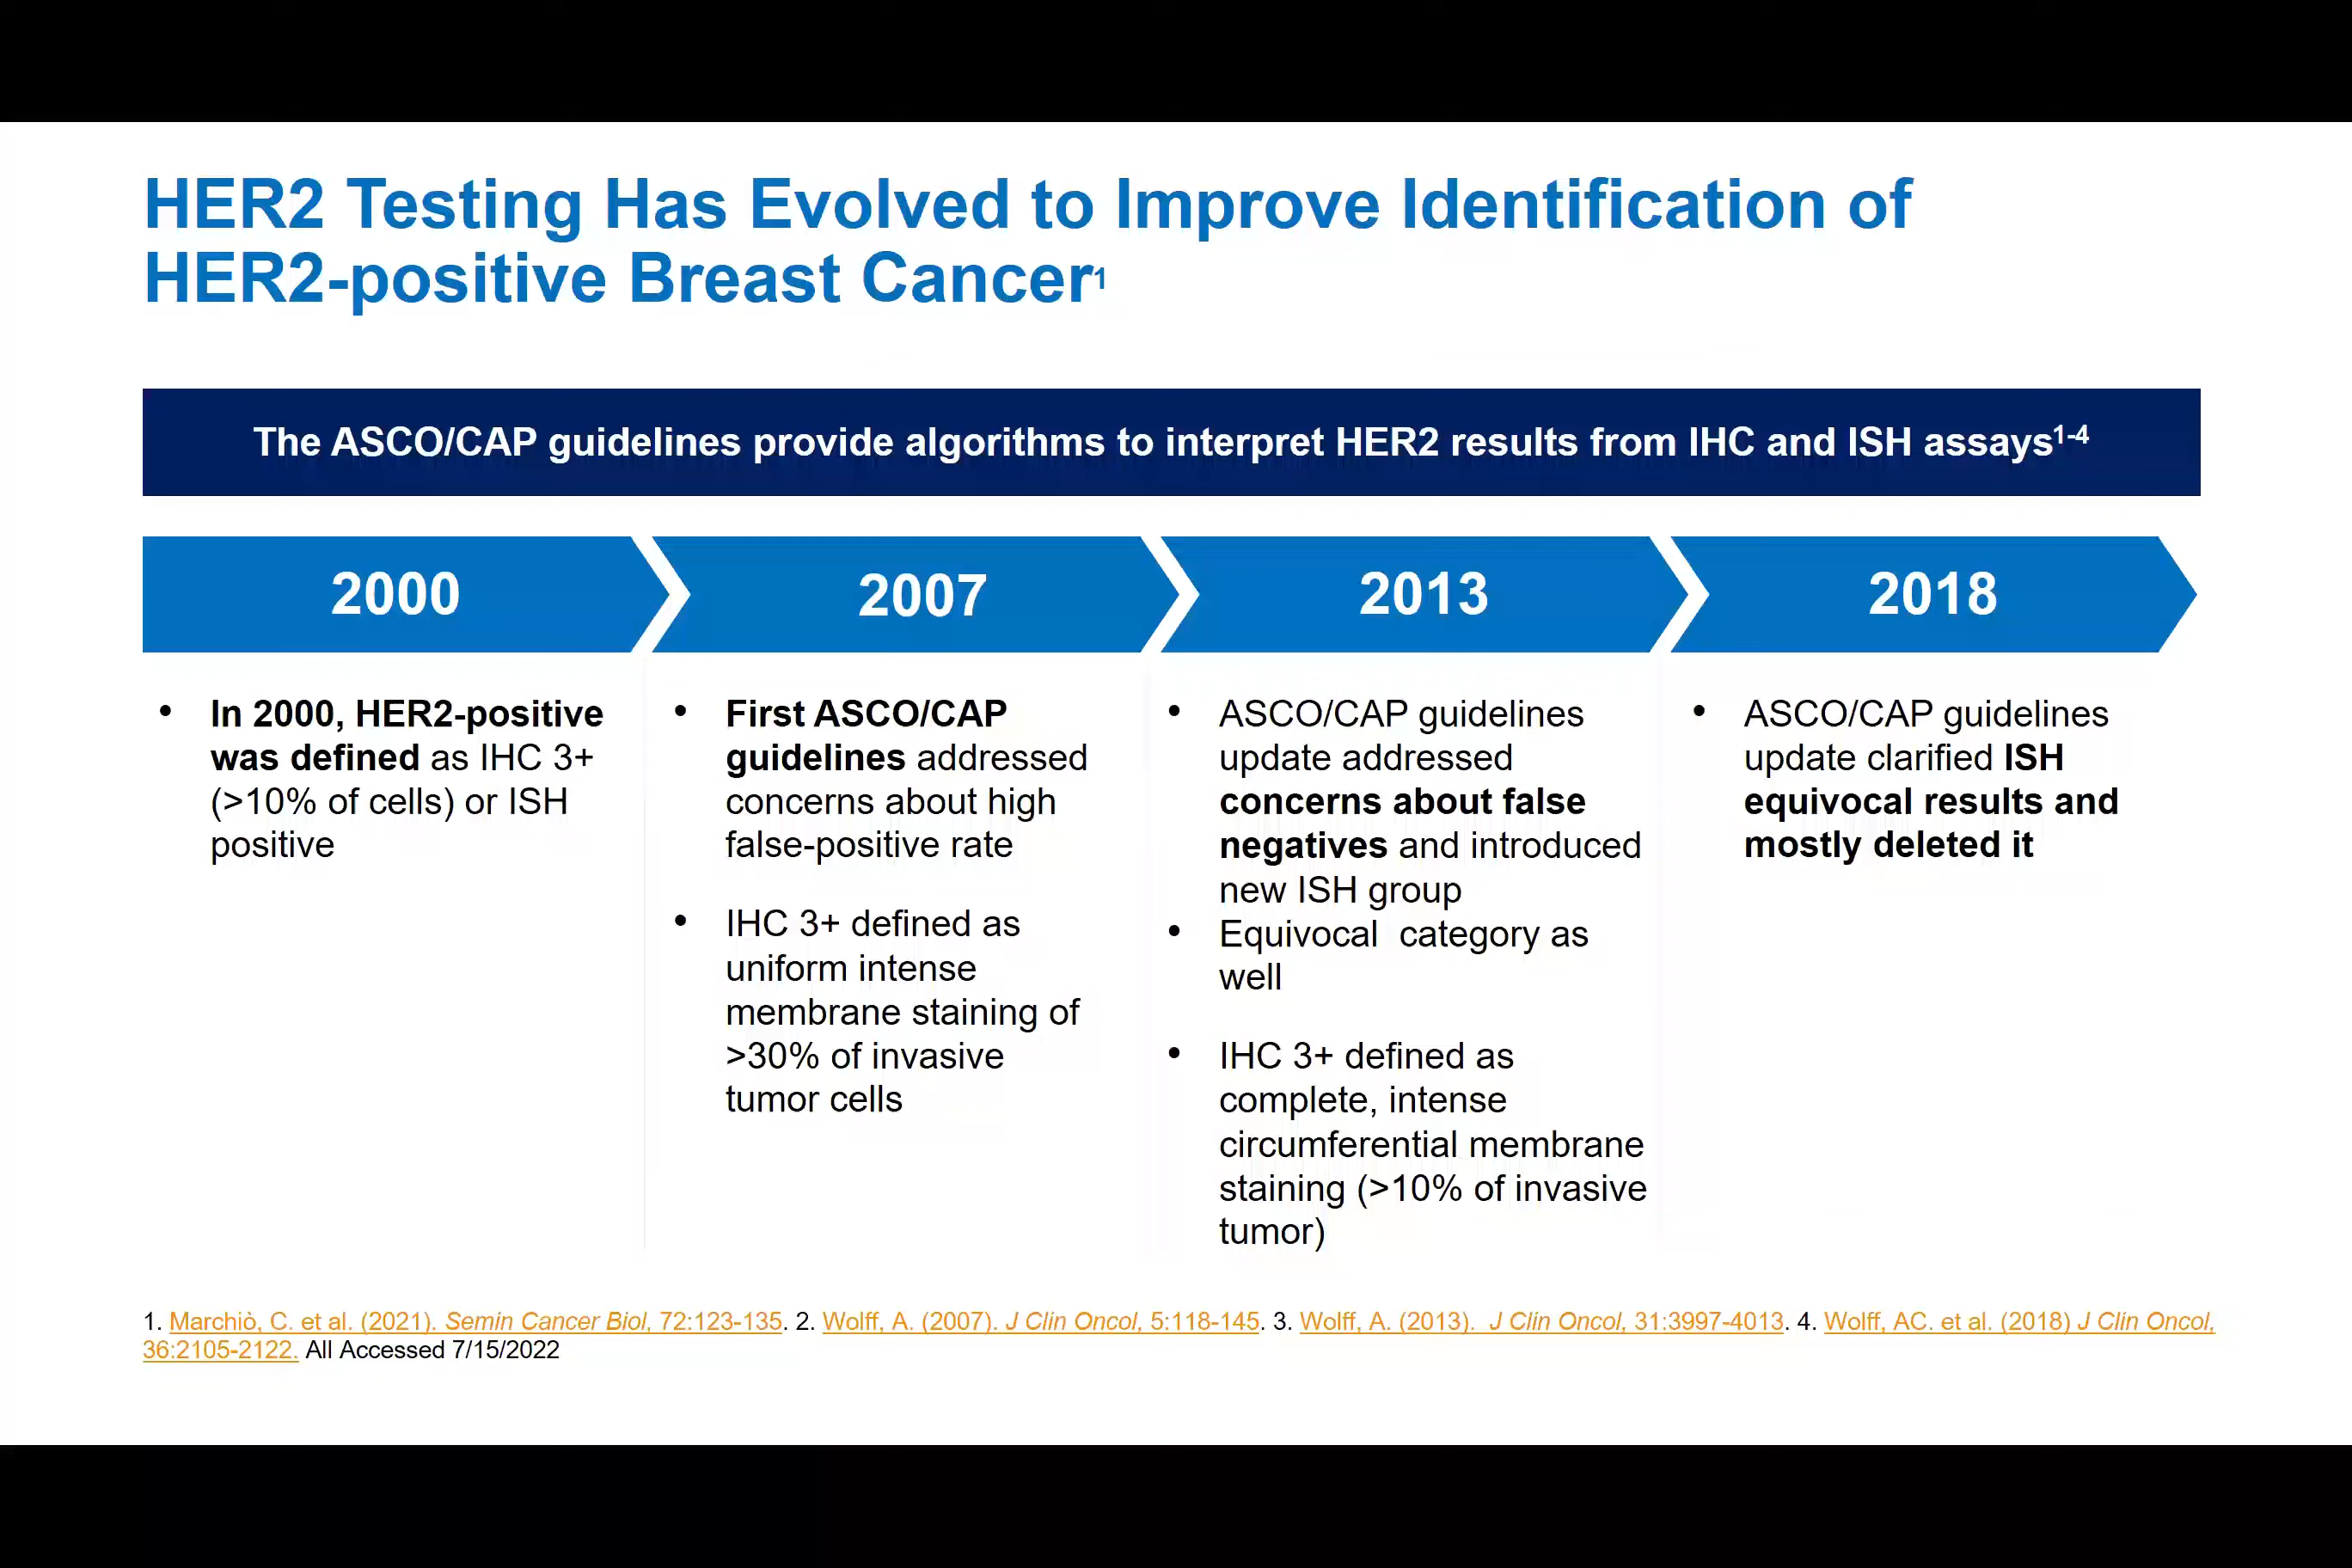 HER2 Testing Has Evolved to Improve Identification of
HER2-positive Breast Cancer1
The ASCO/CAP guidelines provide algorithms to interpret HER2 results from IHC and ISH assays1-4
2000
• In 2000, HER2-positive
was defined as IHC 3+
(>10% of cells) or ISH
positive
2007
• First ASCO/CAP
guidelines addressed
concerns about high
false-positive rate
• IHC 3+ defined as
uniform intense
membrane staining of
>30% of invasive
tumor cells
2013
• ASCO/CAP guidelines
update addressed
concerns about false
negatives and introduced
new ISH group
• Equivocal  category as
well
• IHC 3+ defined as
complete, intense
circumferential membrane
staining (>10% of invasive
tumor)
2018
• ASCO/CAP guidelines
update clarified ISH
equivocal results and
mostly deleted it
1. Marchiò, C. et al. (2021). Semin Cancer Biol, 72:123-135. 2. Wolff, A. (2007). J Clin Oncol, 5:118-145. 3. Wolff, A. (2013).  J Clin Oncol, 31:3997-4013. 4. Wolff, AC. et al. (2018) J Clin Oncol,
36:2105-2122. All Accessed 7/15/2022